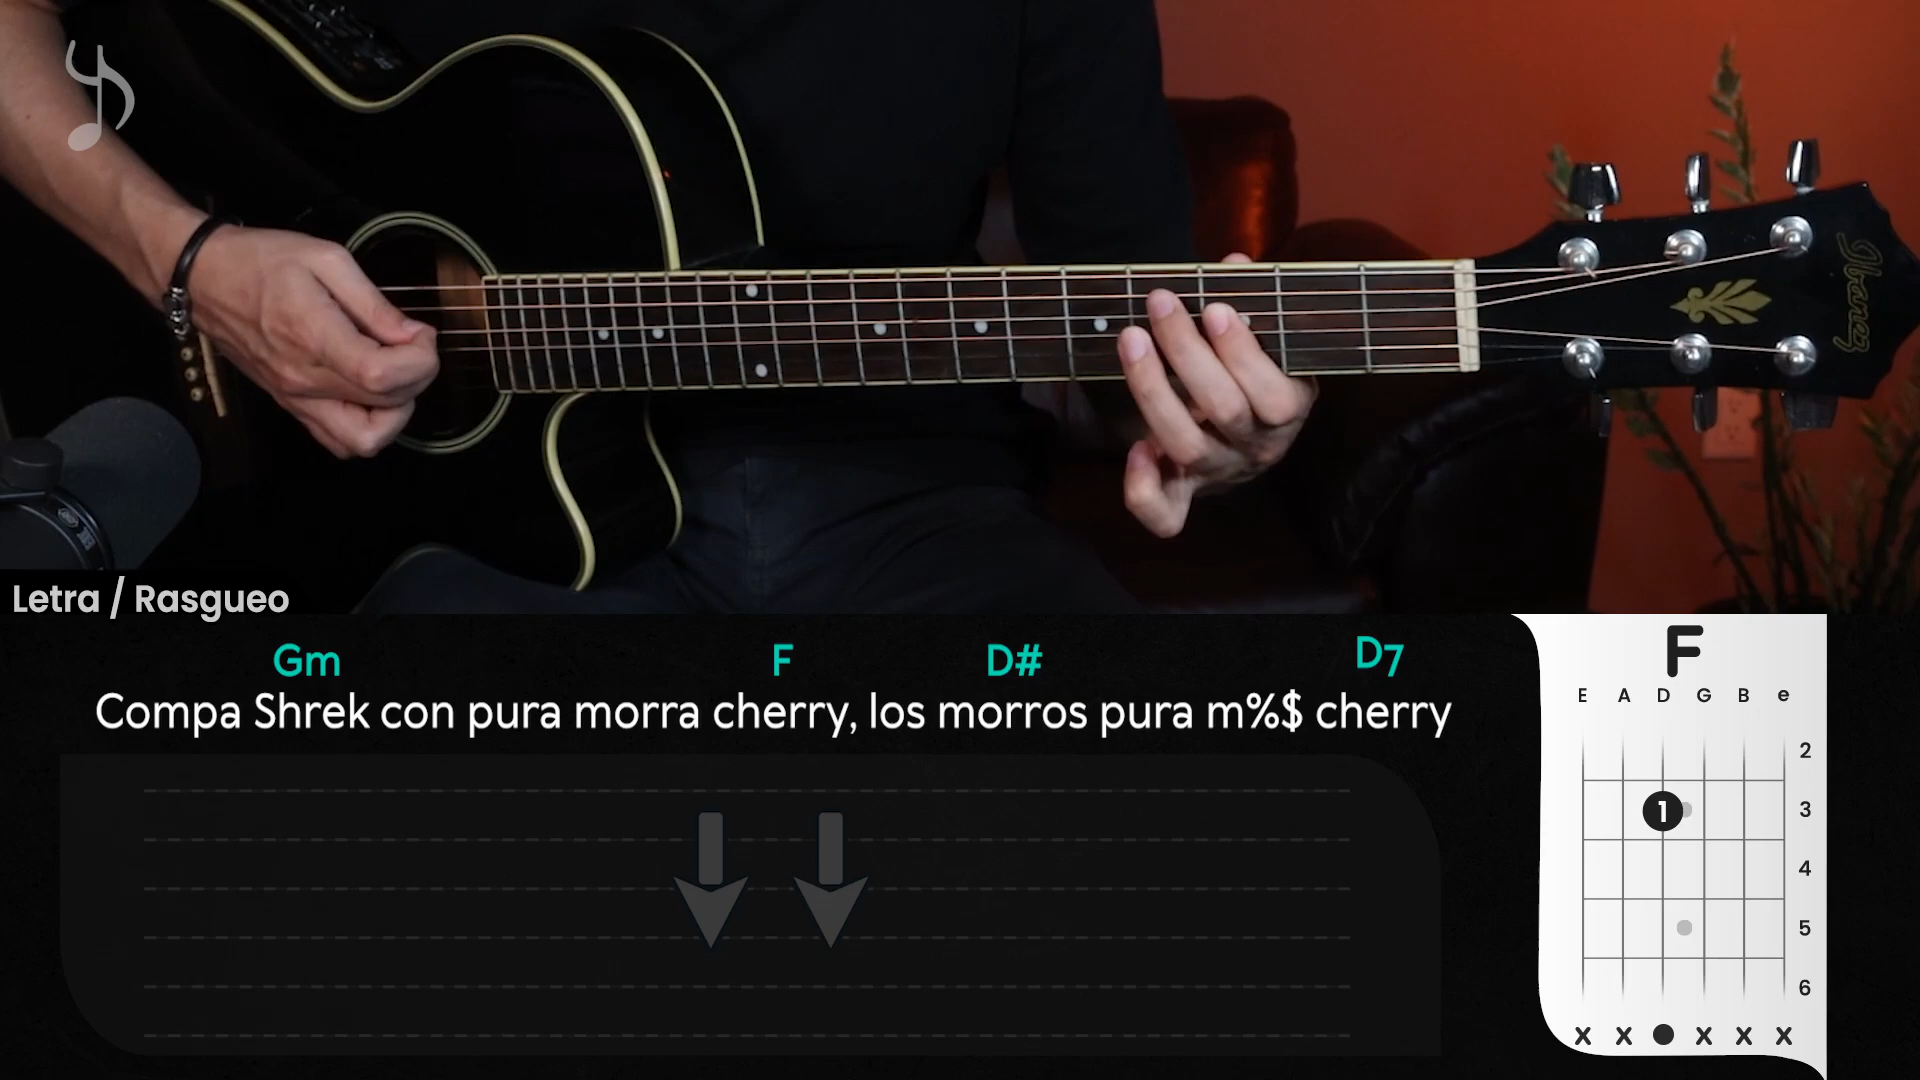 Ibanez
Letra / Rasgueo
Gm F D# D7
Compa Shrek con pura morra cherry, los morros pura m%$ cherry
F
E A D G B e
2
1
3
4
5
6
x x x x x